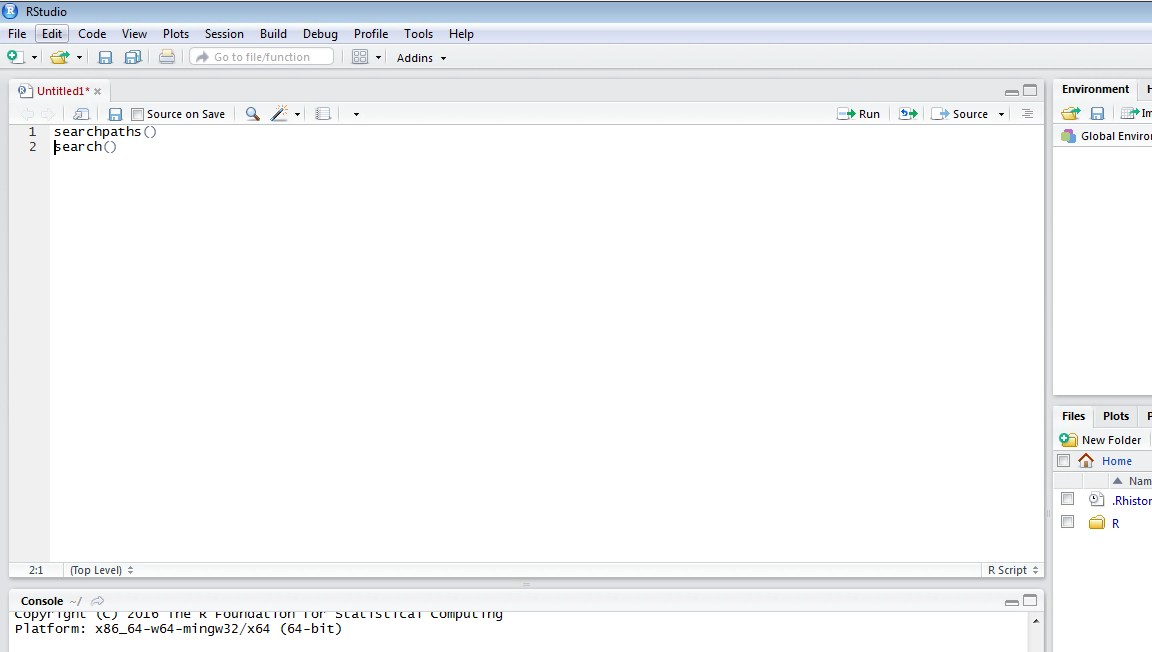 RStudio
File Edit Code View Plots Session Build Debug Profile Tools Help
Go to file/function Addins
Untitled1*
Source on Save Run Source
1 searchpaths()
2 search()
2:1 (Top Level) R Script
Console ~/
Copyright (C) 2016 The R Foundation for Statistical Computing
Platform: x86_64-w64-mingw32/x64 (64-bit)
Environment H
Im
Global Enviro
Files Plots P
New Folder
Home
Nam
.Rhistor
R